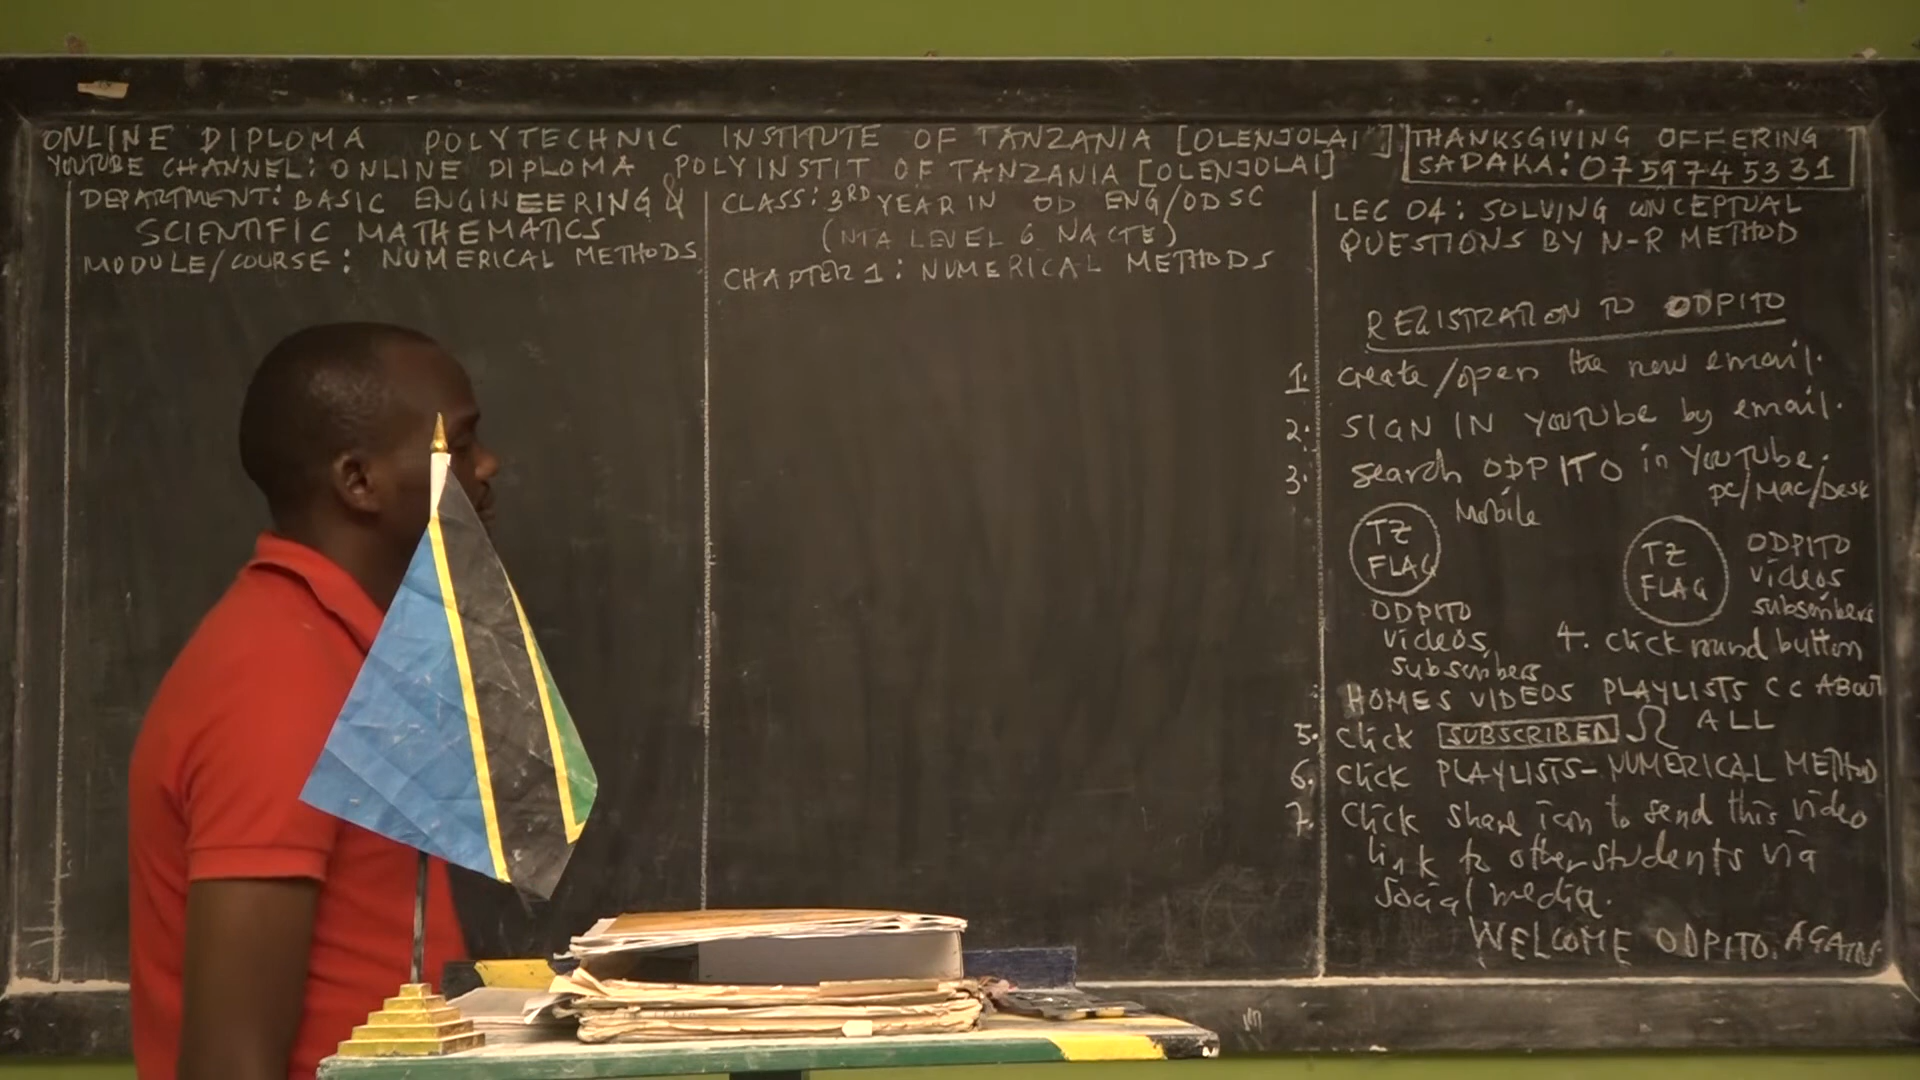 ONLINE DIPLOMA POLYTECHNIC INSTITUTE OF TANZANIA [OLENJOLAI]
YOUTUBE CHANNEL: ONLINE DIPLOMA POLYINSTIT OF TANZANIA [OLENJOLAI]
THANKSGIVING OFFERING
SADAKA: 0759745331
DEPARTMENT: BASIC ENGINEERING &
SCIENTIFIC MATHEMATICS
MODULE/COURSE: NUMERICAL METHODS
CLASS: 3RD YEAR IN OD ENG/ODSC
(NTA LEVEL 6 NACTE)
CHAPTER 1: NUMERICAL METHODS
LEC 04: SOLVING CONCEPTUAL
QUESTIONS BY N-R METHOD
REGISTRATION TO ODPITO
1. create/open the new email.
2. SIGN IN YOUTUBE by email.
3. search ODPITO in YOUTUBE.
Mobile
PC/Mac/Desk
TZ
FLAG
ODPITO
videos,
subscribers
TZ
FLAG
ODPITO
videos
subscribers
4. click round button
HOMES VIDEOS PLAYLISTS CC ABOUT
5. click SUBSCRIBED ALL
6. click PLAYLISTS-NUMERICAL METHOD
7. Click share icon to send this video
link to other students via
social media.
WELCOME ODPITO. AGAIN.